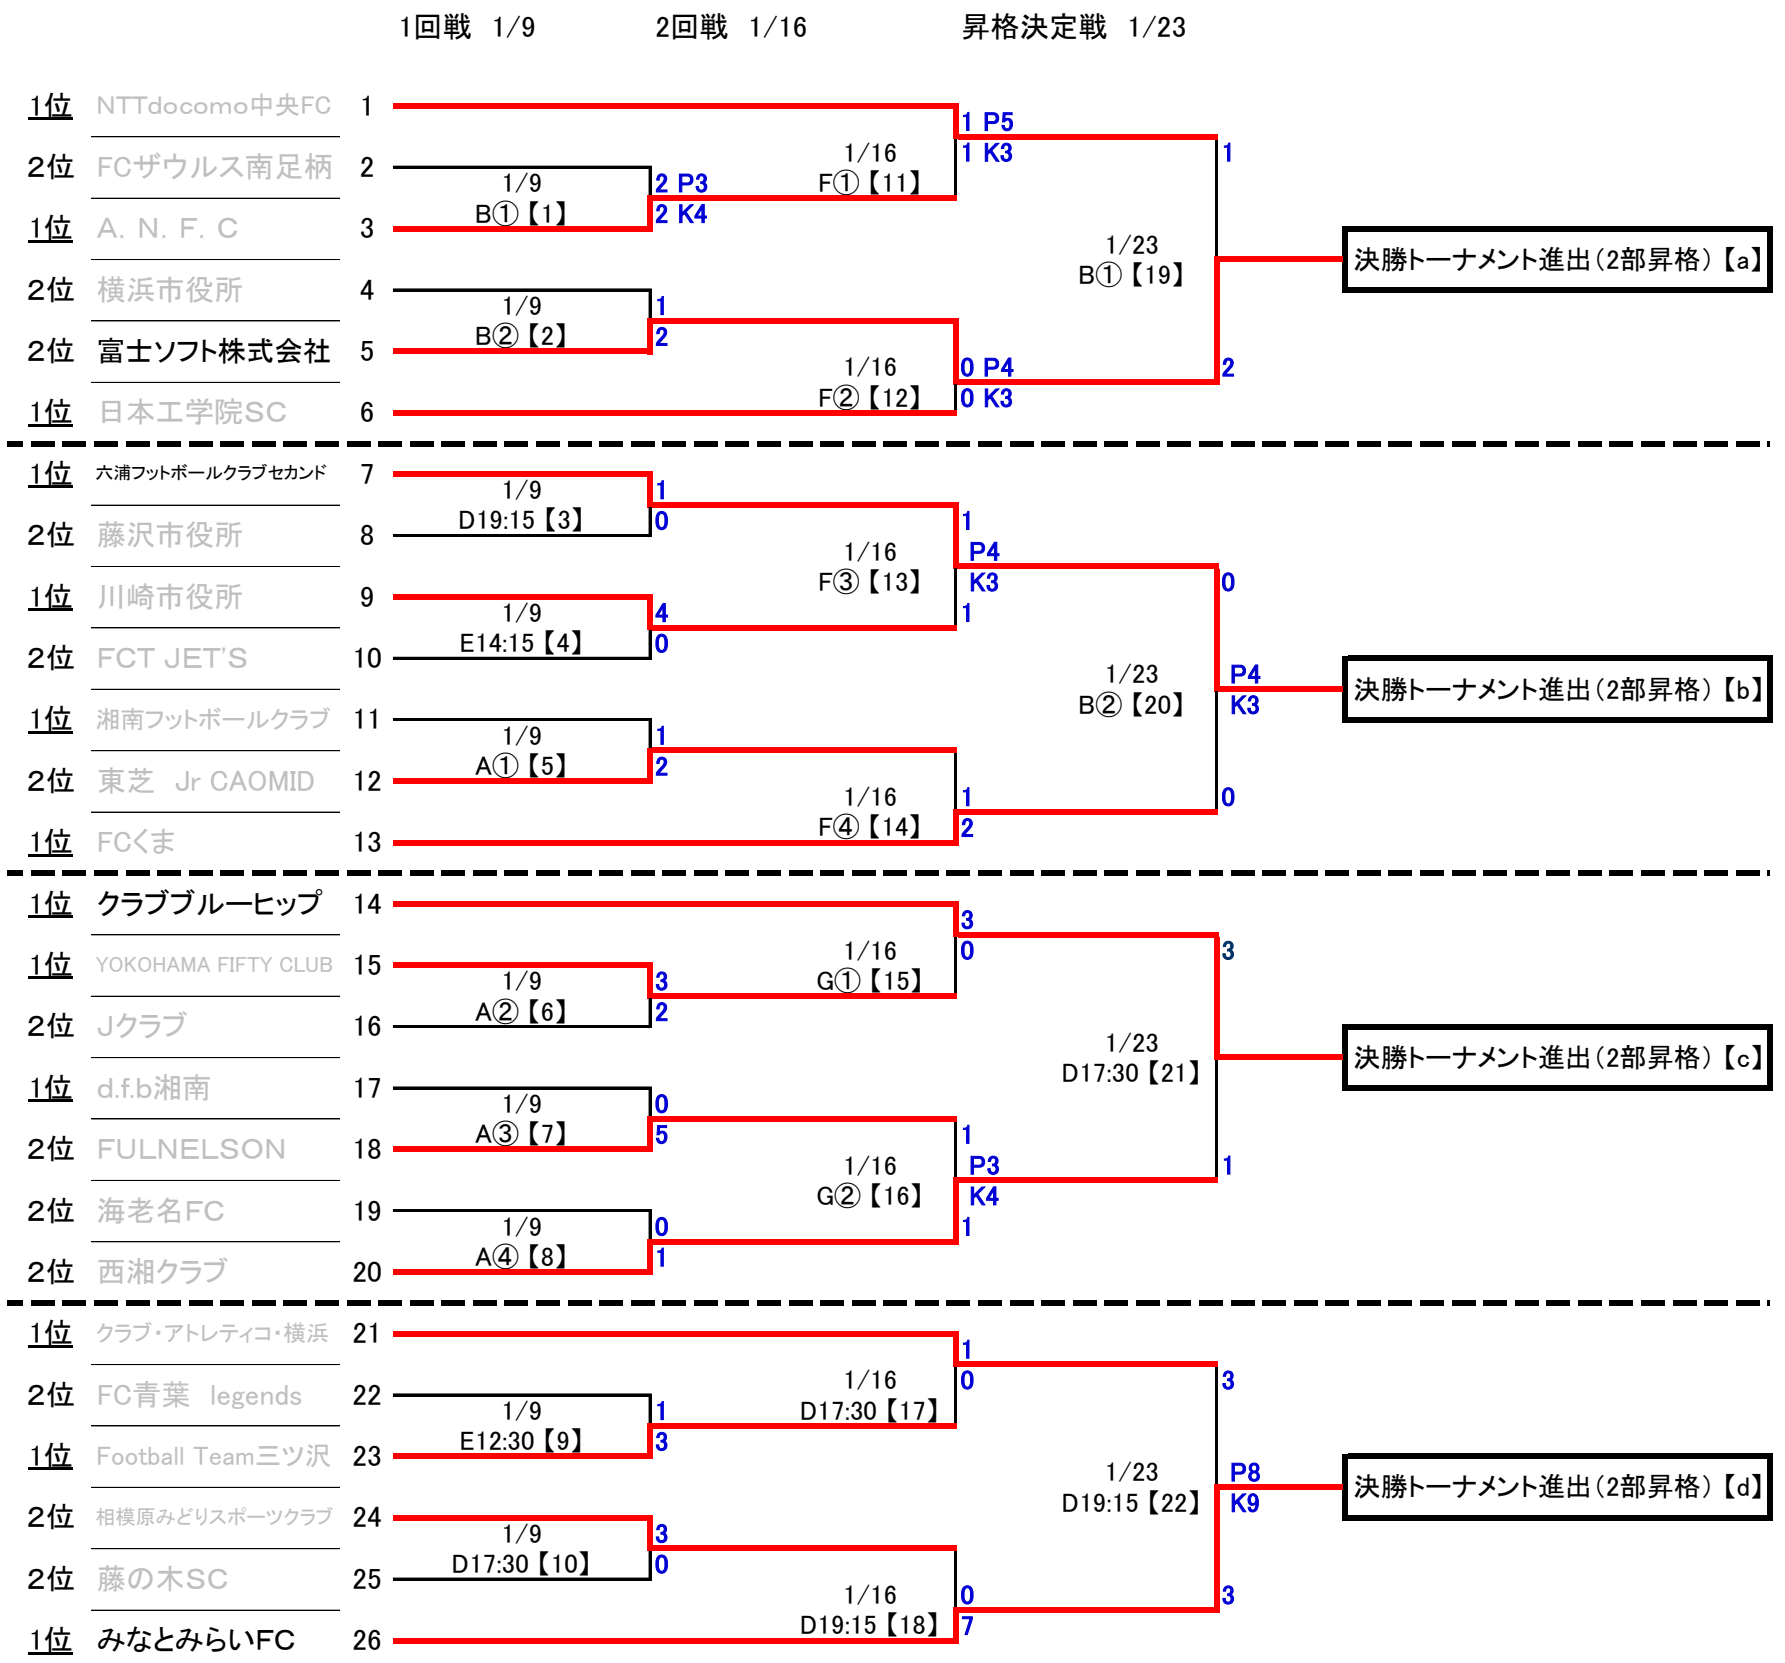 1回戦 1/9 2回戦 1/16 昇格決定戦 1/23
1位 NTTdocomo中央FC 1
1 P5
2位 FCザウルス南足柄 2
1/16 1 K3 1
1/9 2 P3 F① 【11】
B① 【1】 2 K4
1位 A. N. F. C 3
1/23
B① 【19】 決勝トーナメント進出(2部昇格) 【a】
2位 横浜市役所 4
1/9 1
B② 【2】 2
2位 富士ソフト株式会社 5
1/16 0 P4 2
F② 【12】 0 K3
1位 日本工学院SC 6
1位 六浦フットボールクラブセカンド 7
1/9 1
D19:15 【3】 0 1
2位 藤沢市役所 8
1/16 P4
F③ 【13】 K3 0
1位 川崎市役所 9
1/9 4 1
E14:15 【4】 0
2位 FCT JET'S 10
1/23 P4
B② 【20】 K3 決勝トーナメント進出(2部昇格) 【b】
1位 湘南フットボールクラブ 11
1/9 1
A① 【5】 2
2位 東芝 Jr CAOMID 12
1/16 1 0
F④ 【14】 2
1位 FCくま 13
1位 クラブブルーヒップ 14
3
1/16 0 3
1位 YOKOHAMA FIFTY CLUB 15
1/9 3 G① 【15】
A② 【6】 2
2位 Jクラブ 16
1/23
D17:30 【21】 決勝トーナメント進出(2部昇格) 【c】
1位 d.f.b湘南 17
1/9 0
A③ 【7】 5 1
2位 FULNELSON 18
1/16 P3 1
G② 【16】 K4
2位 海老名FC 19
1/9 0 1
A④ 【8】 1
2位 西湘クラブ 20
1位 クラブ・アトレティコ・横浜 21
1
1/16 0 3
2位 FC青葉 legends 22
1/9 1 D17:30 【17】
E12:30 【9】 3
1位 Football Team三ツ沢 23
1/23 P8
D19:15 【22】 K9 決勝トーナメント進出(2部昇格) 【d】
2位 相模原みどりスポーツクラブ 24
1/9 3
D17:30 【10】 0
2位 藤の木SC 25
1/16 0 3
D19:15 【18】 7
1位 みなとみらいFC 26